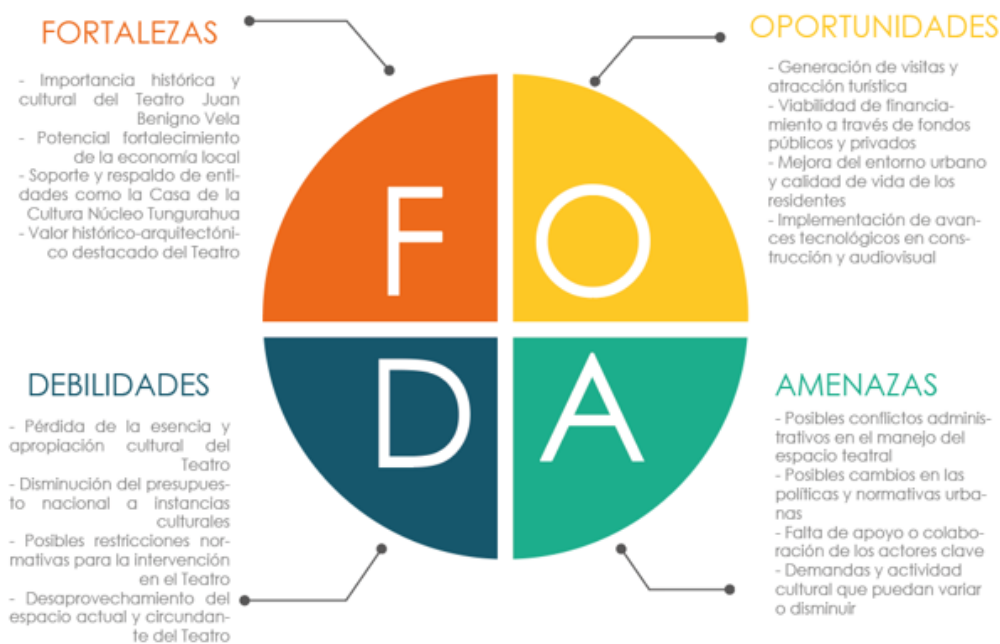 FORTALEZAS
- Importancia histórica y
cultural del Teatro Juan
Benigno Vela
- Potencial fortalecimiento
de la economía local
- Soporte y respaldo de enti-
dades como la Casa de la
Cultura Núcleo Tungurahua
- Valor histórico-arquitectóni-
co destacado del Teatro
OPORTUNIDADES
- Generación de visitas y
atracción turística
- Viabilidad de financia-
miento a través de fondos
públicos y privados
- Mejora del entorno urbano
y calidad de vida de los
residentes
- Implementación de avan-
ces tecnológicos en cons-
trucción y audiovisual
F
O
D
A
DEBILIDADES
- Pérdida de la esencia y
apropiación cultural del
Teatro
- Disminución del presupues-
to nacional a instancias
culturales
- Posibles restricciones nor-
mativas para la intervención
en el Teatro
- Desaprovechamiento del
espacio actual y circundan-
te del Teatro
AMENAZAS
- Posibles conflictos adminis-
trativos en el manejo del
espacio teatral
- Posibles cambios en las
políticas y normativas urba-
nas
- Falta de apoyo o colabo-
ración de los actores clave
- Demandas y actividad
cultural que puedan variar
o disminuir